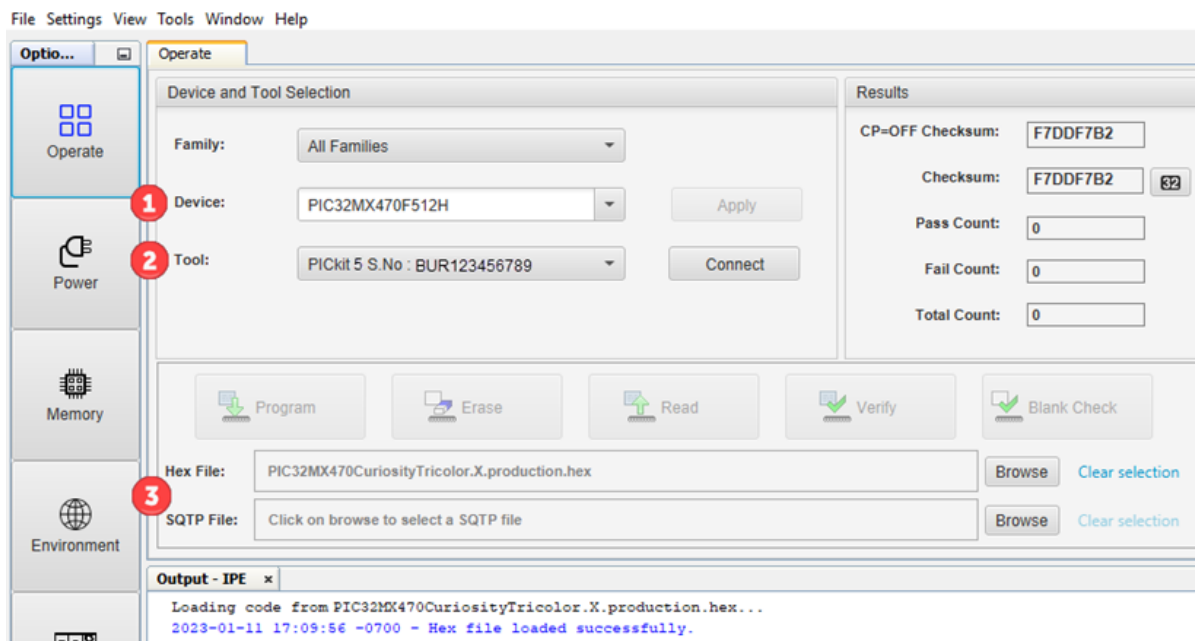 File Settings View Tools Window Help
Optio...
Operate
Operate
Power
Memory
Environment
Device and Tool Selection
Family: All Families
1 Device: PIC32MX470F512H Apply
2 Tool: PICkit 5 S.No : BUR123456789 Connect
Results
CP=OFF Checksum: F7DDF7B2
Checksum: F7DDF7B2 32
Pass Count: 0
Fail Count: 0
Total Count: 0
Program Erase Read Verify Blank Check
3
Hex File: PIC32MX470CuriosityTricolor.X.production.hex Browse Clear selection
SQTP File: Click on browse to select a SQTP file Browse Clear selection
Output - IPE ×
Loading code from PIC32MX470CuriosityTricolor.X.production.hex...
2023-01-11 17:09:56 -0700 - Hex file loaded successfully.